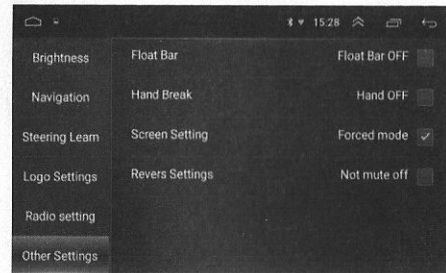 15:28
Brightness Float Bar Float Bar OFF
Navigation Hand Break Hand OFF
Steering Learn Screen Setting Forced mode
Logo Settings Revers Settings Not mute off
Radio setting
Other Settings